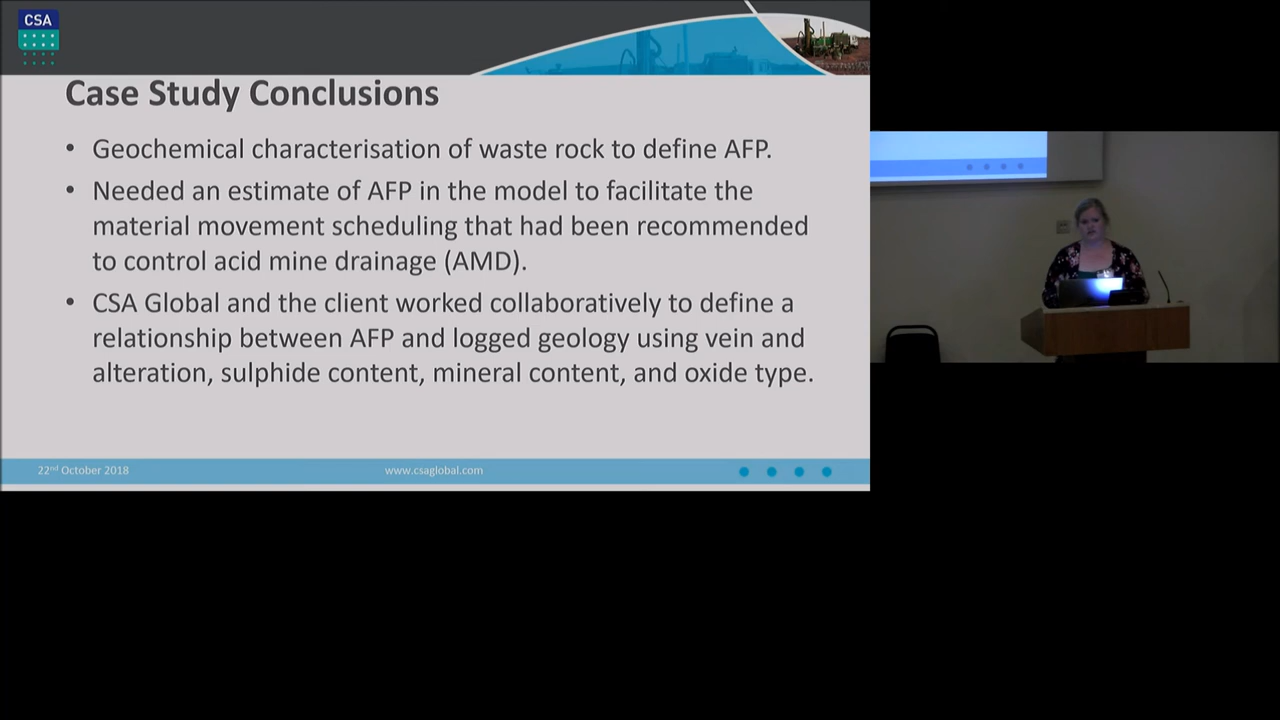 CSA
Case Study Conclusions
• Geochemical characterisation of waste rock to define AFP.
• Needed an estimate of AFP in the model to facilitate the
material movement scheduling that had been recommended
to control acid mine drainage (AMD).
• CSA Global and the client worked collaboratively to define a
relationship between AFP and logged geology using vein and
alteration, sulphide content, mineral content, and oxide type.
22nd October 2018
www.csaglobal.com